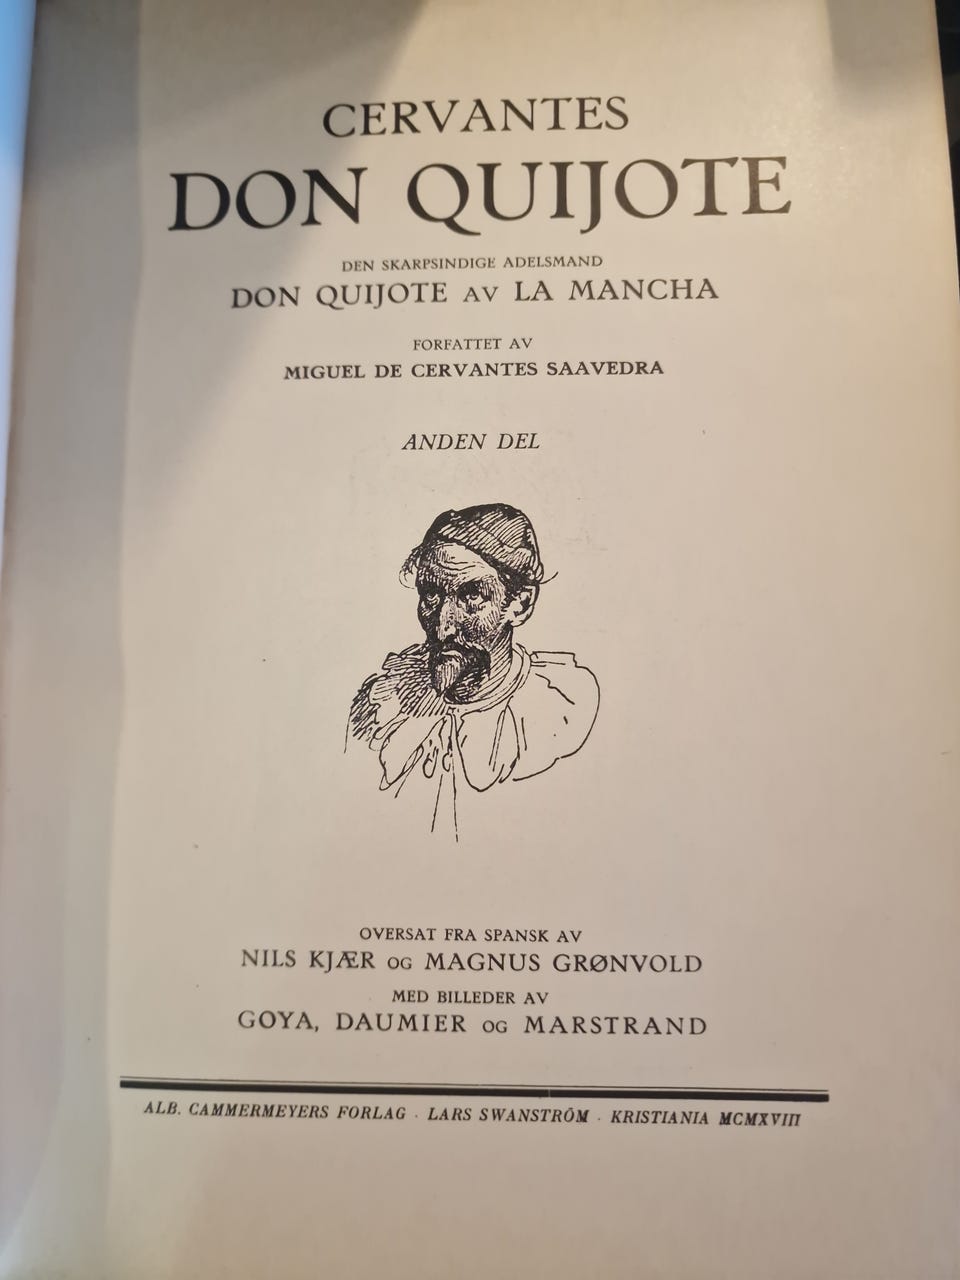 CERVANTES
DON QUIJOTE
DEN SKARPSINDIGE ADELSMAND
DON QUIJOTE AV LA MANCHA
FORFATTET AV
MIGUEL DE CERVANTES SAAVEDRA
ANDEN DEL
OVERSAT FRA SPANSK AV
NILS KJÆR OG MAGNUS GRØNVOLD
MED BILLEDER AV
GOYA, DAUMIER OG MARSTRAND
ALB. CAMMERMEYERS FORLAG · LARS SWANSTRÖM · KRISTIANIA MCMXVIII